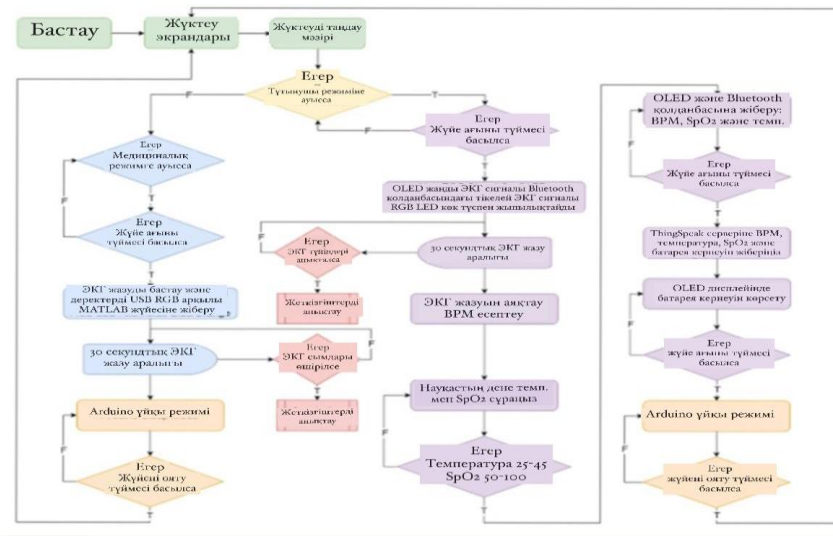 Бастау
Жүктеу
экрандары
Жүктеуді таңдау
мәзірі
Егер
Тұтынушы режиміне
ауысса
F
T
Егер
Медициналық
режимге ауысса
F
T
Егер
Жүйе ағыны
түймесі басылса
T
ЭКГ жазуды бастау және
деректерді USB RGB арқылы
MATLAB жүйесіне жіберу
30 секундтық ЭКГ
жазу аралығы
F
Егер
ЭКГ сымдары
өшірілсе
T
Жеткізгіштерді
анықтау
Arduino ұйқы режимі
F
Егер
Жүйені ояту
түймесі басылса
T
Егер
Жүйе ағыны түймесі
басылса
F
T
OLED жанды ЭКГ сигналы Bluetooth
қолданбасындағы тікелей ЭКГ сигналы
RGB LED көк түспен жыпылықтайды
30 секундтық ЭКГ жазу
аралығы
F
Егер
анықталса
T
Жеткізгіштерді
анықтау
ЭКГ жазуын аяқтау
BPM есептеу
Науқастың дене темп.
мен SpO2 сұраңыз
F
Егер
Температура 25-45
SpO2 50-100
T
OLED және Bluetooth
қолданбасына жіберу:
BPM, SpO2 және темп.
F
Егер
Жүйе ағыны түймесі
басылса
T
ThingSpeak серверіне BPM,
температура, SpO2 және
батарея кернеуін жіберіңіз
OLED дисплейінде
батарея кернеуін көрсету
F
Егер
жүйе ағыны түймесі
басылса
T
Arduino ұйқы режимі
F
Егер
жүйені ояту түймесі
басылса
T